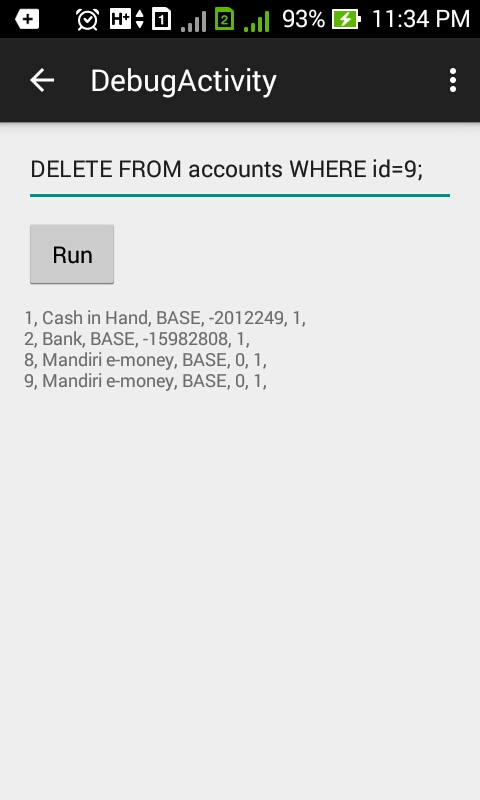 H+ 1 2 93% 11:34 PM
DebugActivity
DELETE FROM accounts WHERE id=9;
Run
1, Cash in Hand, BASE, -2012249, 1,
2, Bank, BASE, -15982808, 1,
8, Mandiri e-money, BASE, 0, 1,
9, Mandiri e-money, BASE, 0, 1,